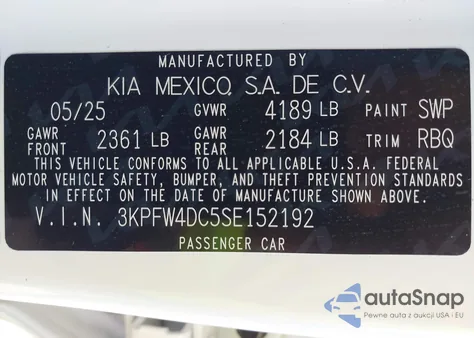 MANUFACTURED BY
KIA MEXICO, S.A. DE C.V.
05/25 GVWR 4189 LB PAINT SWP
GAWR FRONT 2361 LB GAWR REAR 2184 LB TRIM RBQ
THIS VEHICLE CONFORMS TO ALL APPLICABLE U.S.A. FEDERAL
MOTOR VEHICLE SAFETY, BUMPER, AND THEFT PREVENTION STANDARDS
IN EFFECT ON THE DATE OF MANUFACTURE SHOWN ABOVE.
V.I.N. 3KPFW4DC5SE152192
PASSENGER CAR
autaSnap
Pewne auta z aukcji USA i EU